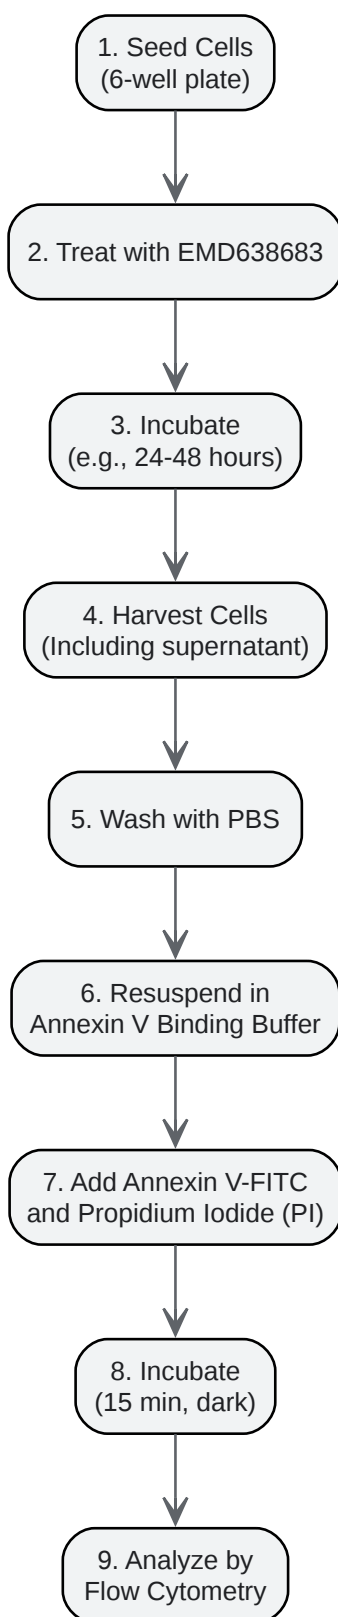 1. Seed Cells
(6-well plate)
2. Treat with EMD638683
3. Incubate
(e.g., 24-48 hours)
4. Harvest Cells
(Including supernatant)
5. Wash with PBS
6. Resuspend in
Annexin V Binding Buffer
7. Add Annexin V-FITC
and Propidium Iodide (PI)
8. Incubate
(15 min, dark)
9. Analyze by
Flow Cytometry